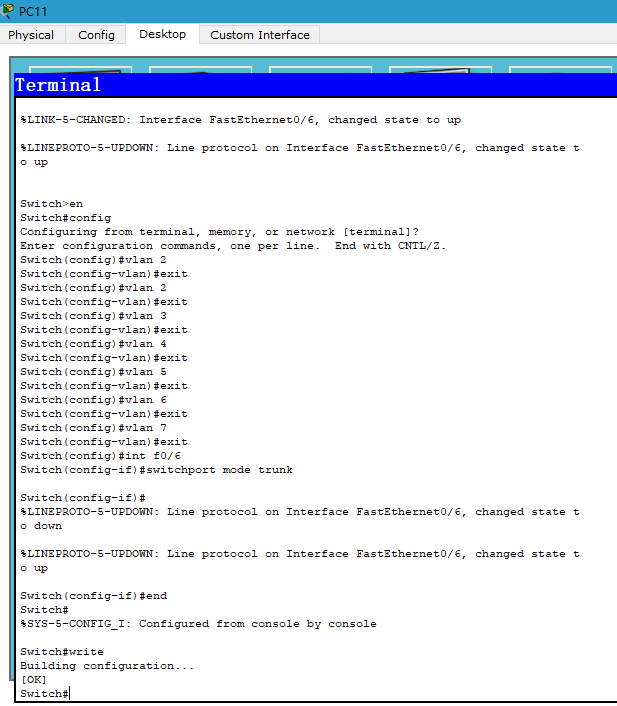 PC11
Physical Config Desktop Custom Interface
Terminal
%LINK-5-CHANGED: Interface FastEthernet0/6, changed state to up
%LINEPROTO-5-UPDOWN: Line protocol on Interface FastEthernet0/6, changed state t
o up
Switch>en
Switch#config
Configuring from terminal, memory, or network [terminal]?
Enter configuration commands, one per line.  End with CNTL/Z.
Switch(config)#vlan 2
Switch(config-vlan)#exit
Switch(config)#vlan 2
Switch(config-vlan)#exit
Switch(config)#vlan 3
Switch(config-vlan)#exit
Switch(config)#vlan 4
Switch(config-vlan)#exit
Switch(config)#vlan 5
Switch(config-vlan)#exit
Switch(config)#vlan 6
Switch(config-vlan)#exit
Switch(config)#vlan 7
Switch(config-vlan)#exit
Switch(config)#int f0/6
Switch(config-if)#switchport mode trunk
Switch(config-if)#
%LINEPROTO-5-UPDOWN: Line protocol on Interface FastEthernet0/6, changed state t
o down
%LINEPROTO-5-UPDOWN: Line protocol on Interface FastEthernet0/6, changed state t
o up
Switch(config-if)#end
Switch#
%SYS-5-CONFIG_I: Configured from console by console
Switch#write
Building configuration...
[OK]
Switch#